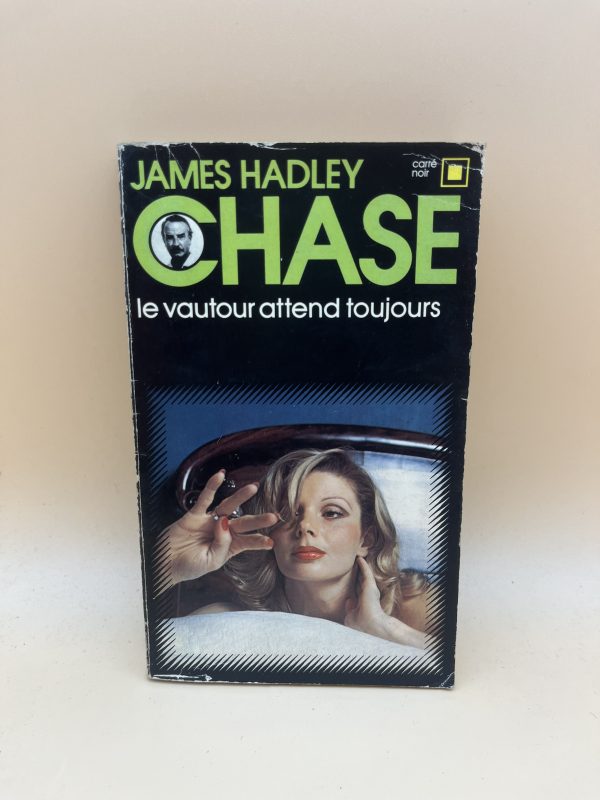 JAMES HADLEY
carré
noir
CHASE
le vautour attend toujours